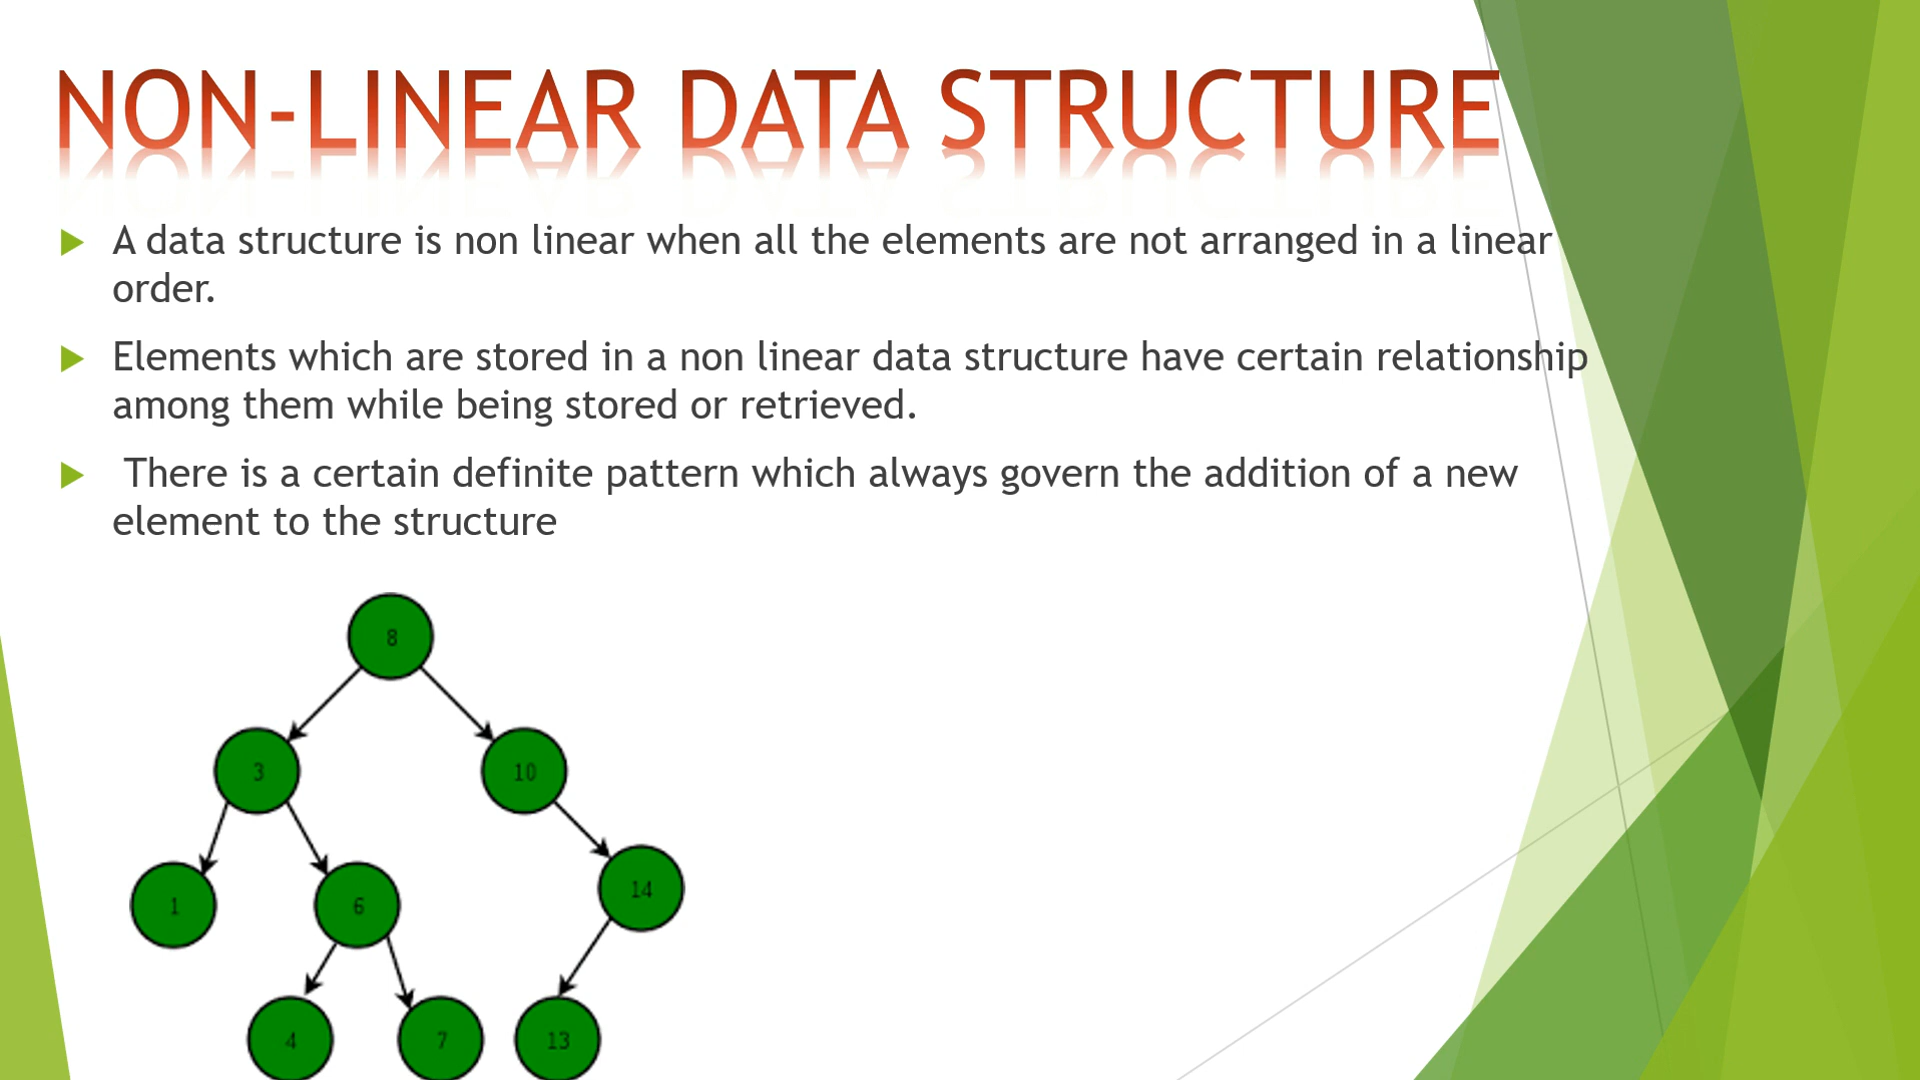 NON-LINEAR DATA STRUCTURE
A data structure is non linear when all the elements are not arranged in a linear
order.
Elements which are stored in a non linear data structure have certain relationship
among them while being stored or retrieved.
There is a certain definite pattern which always govern the addition of a new
element to the structure
8
3 10
1 6 14
4 7 13